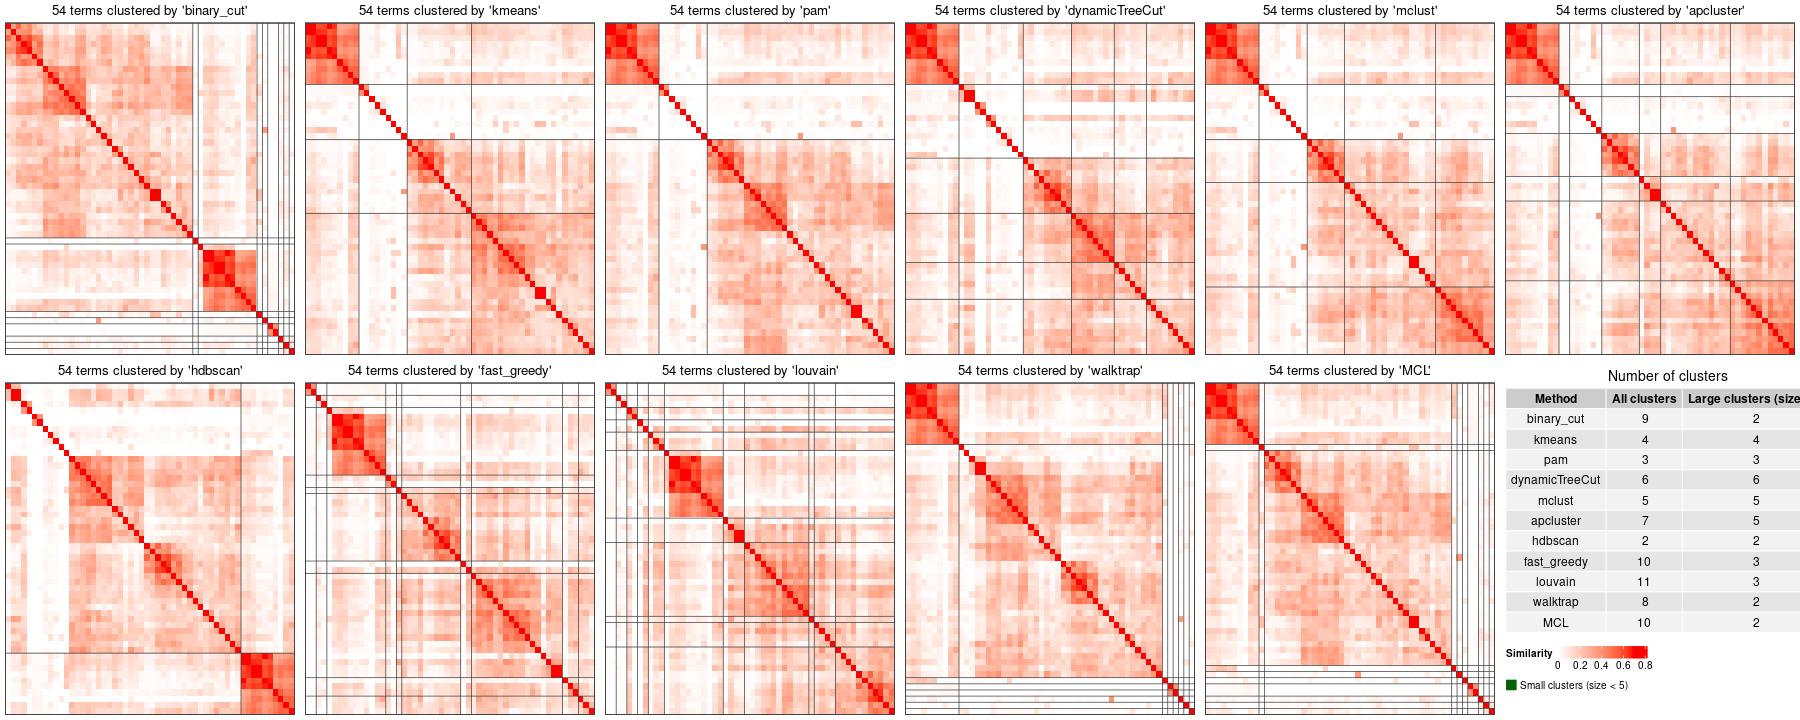 54 terms clustered by 'binary_cut'
54 terms clustered by 'kmeans'
54 terms clustered by 'pam'
54 terms clustered by 'dynamicTreeCut'
54 terms clustered by 'mclust'
54 terms clustered by 'apcluster'
54 terms clustered by 'hdbscan'
54 terms clustered by 'fast_greedy'
54 terms clustered by 'louvain'
54 terms clustered by 'walktrap'
54 terms clustered by 'MCL'
Number of clusters
Method All clusters Large clusters (size
binary_cut 9 2
kmeans 4 4
pam 3 3
dynamicTreeCut 6 6
mclust 5 5
apcluster 7 5
hdbscan 2 2
fast_greedy 10 3
louvain 11 3
walktrap 8 2
MCL 10 2
Similarity
0 0.2 0.4 0.6 0.8
Small clusters (size < 5)